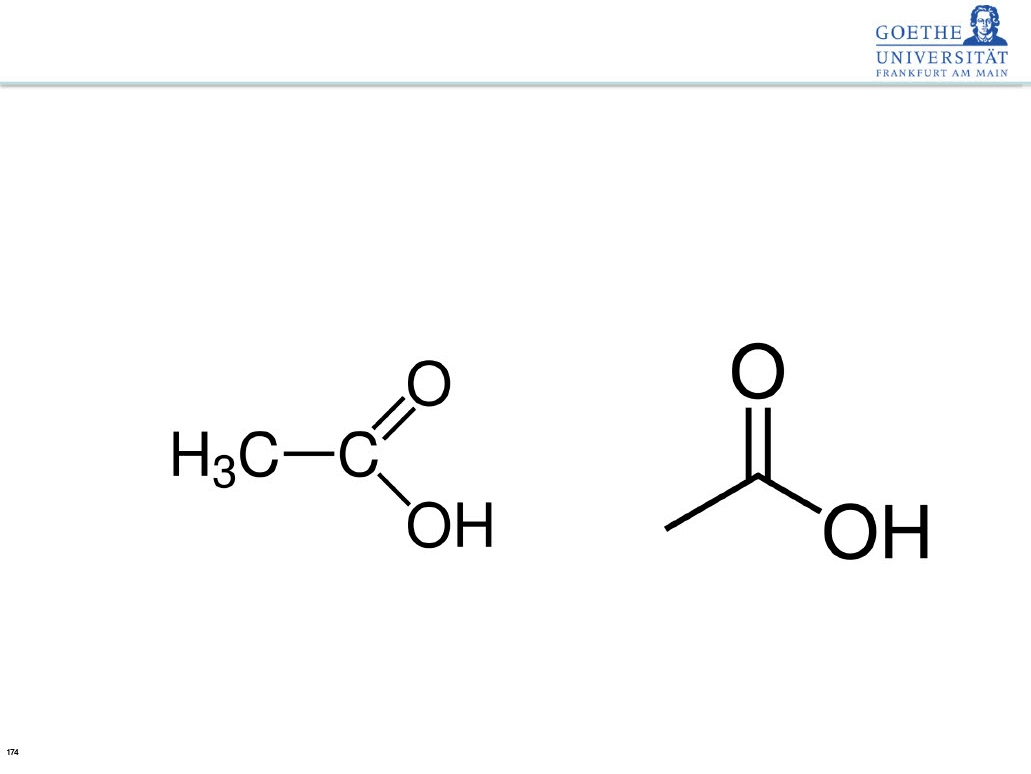 GOETHE
UNIVERSITÄT
FRANKFURT AM MAIN
O
H₃C C
OH
O
OH
174